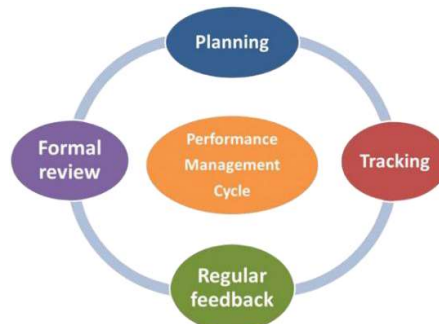 Planning
Performance
Management
Cycle
Tracking
Regular
feedback
Formal
review